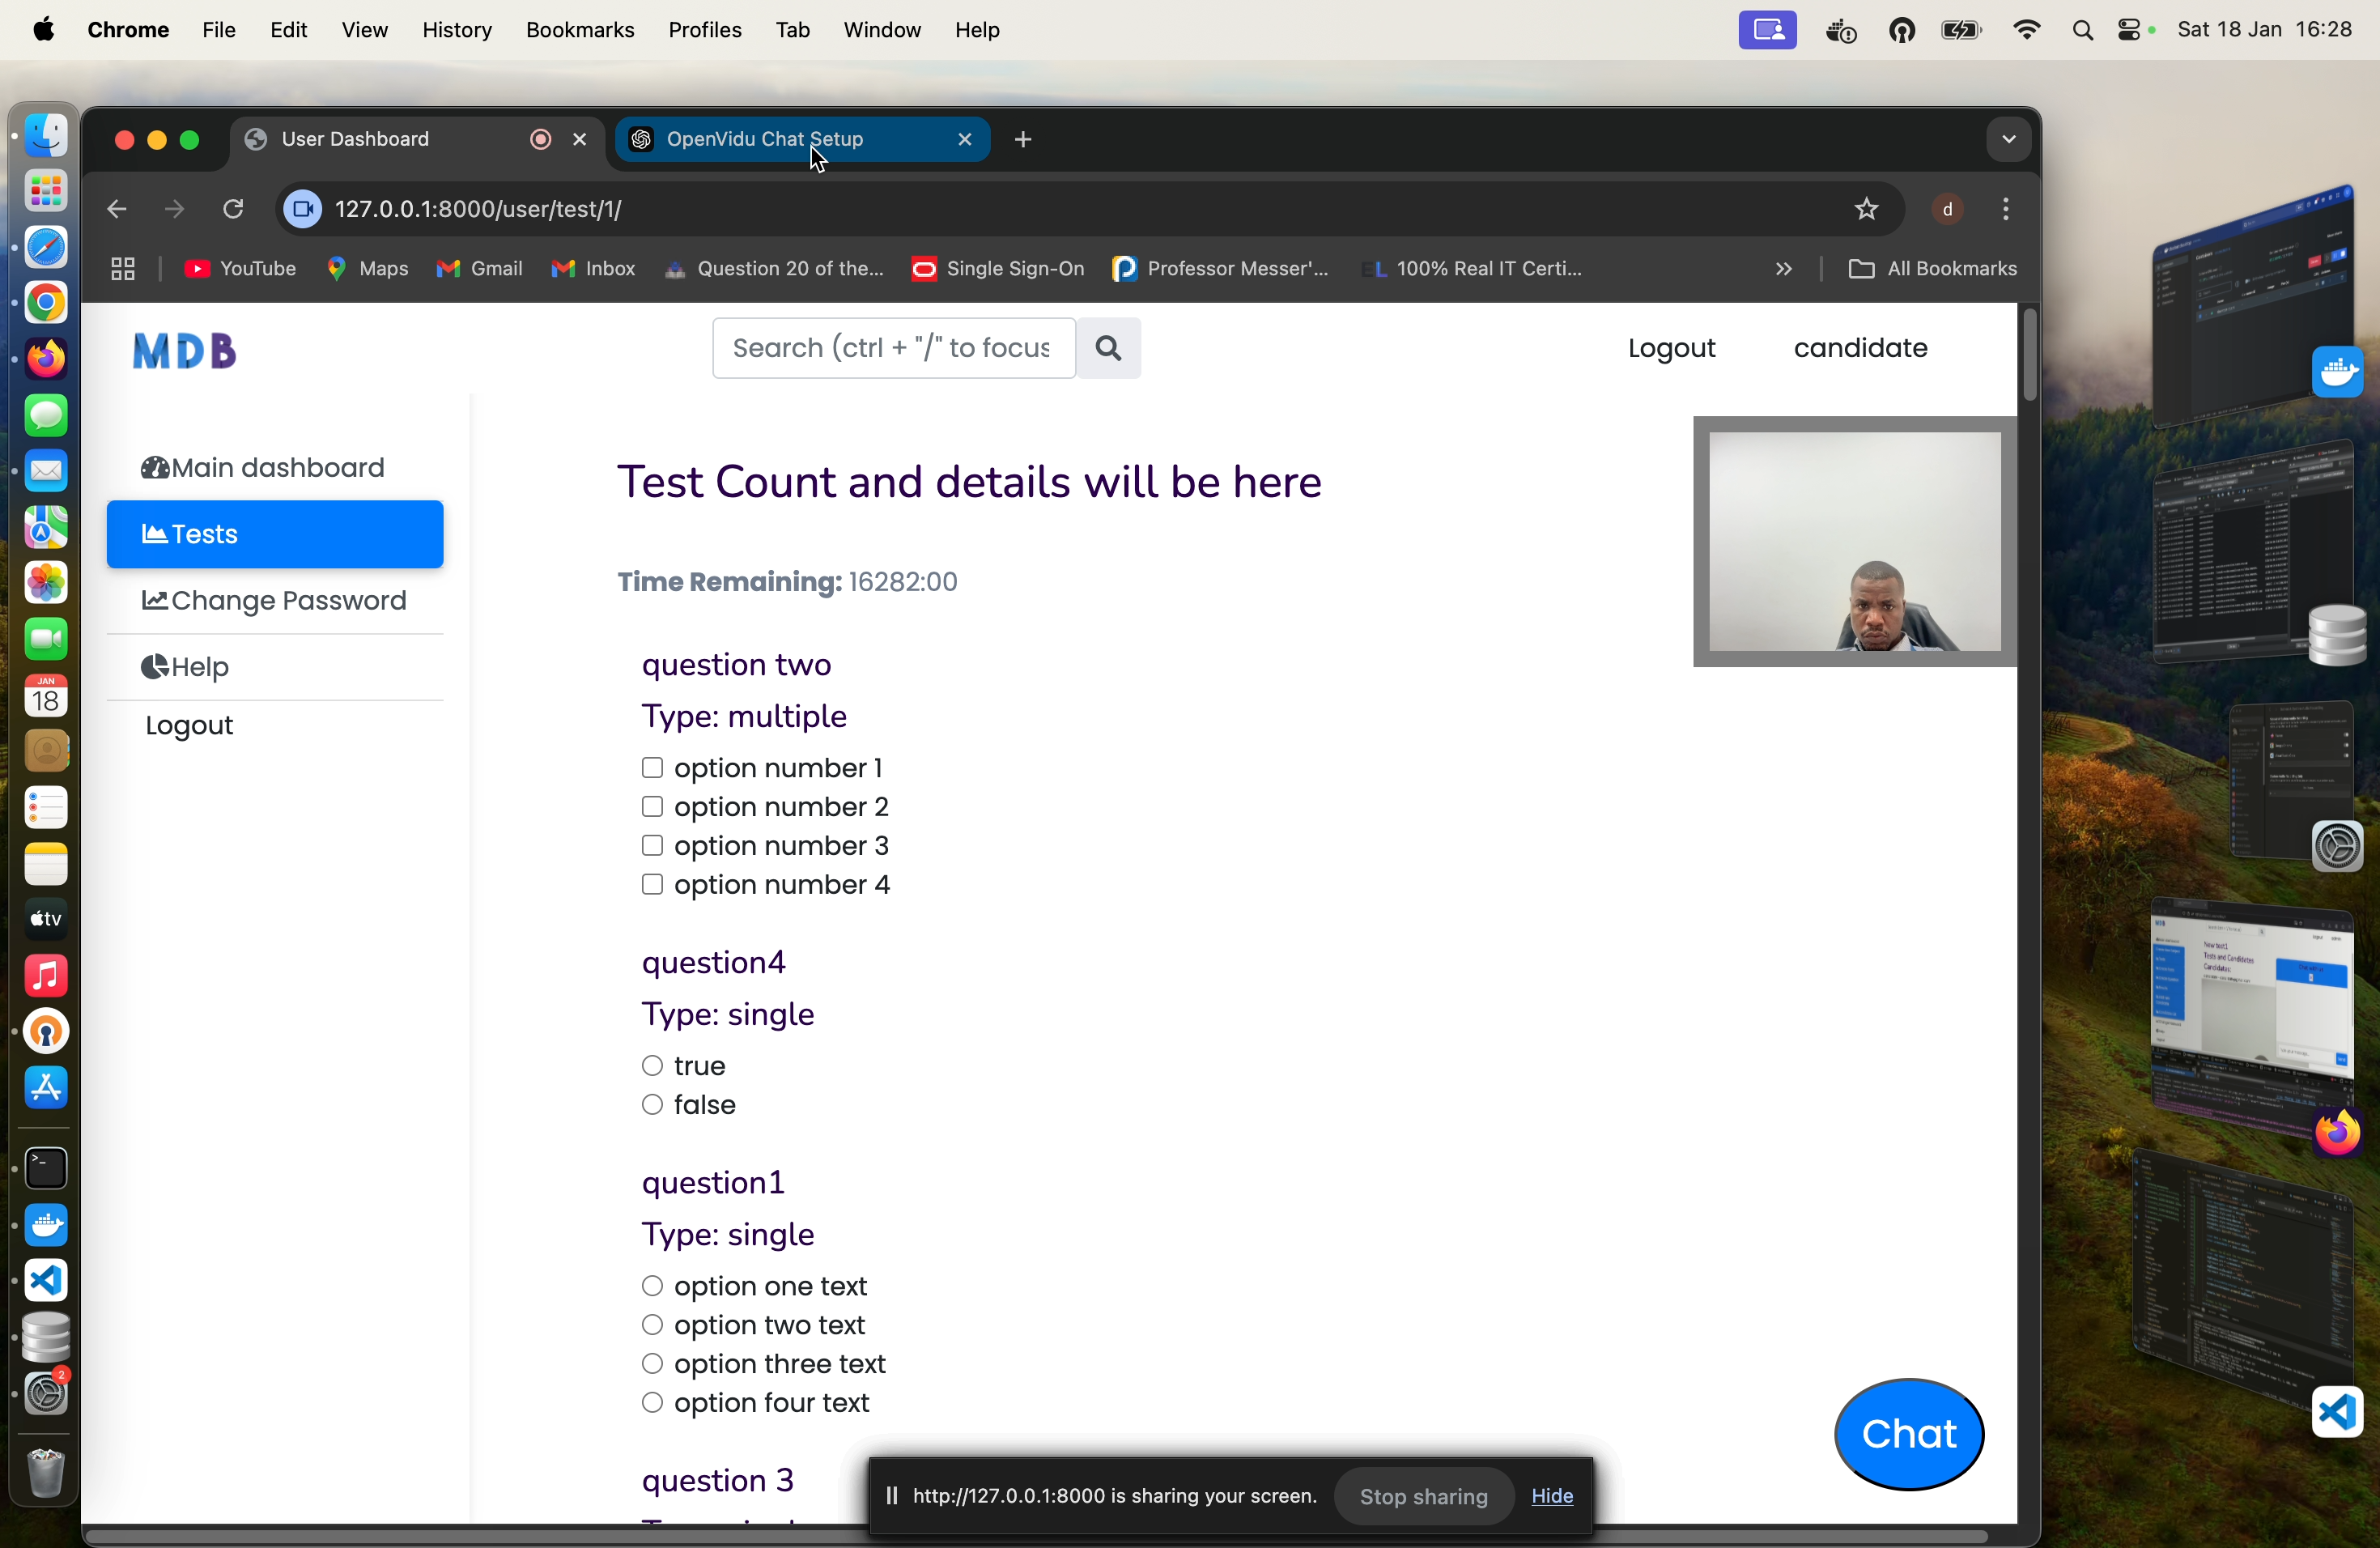 Chrome File Edit View History Bookmarks Profiles Tab Window Help Sat 18 Jan 16:28
User Dashboard OpenVidu Chat Setup
127.0.0.1:8000/user/test/1/ d
YouTube Maps Gmail Inbox Question 20 of the... Single Sign-On Professor Messer'... EL 100% Real IT Certi... All Bookmarks
MDB Search (ctrl + "/" to focus Logout candidate
Main dashboard
Tests
Change Password
Help
Logout
Test Count and details will be here
Time Remaining: 16282:00
question two
Type: multiple
option number 1
option number 2
option number 3
option number 4
question4
Type: single
true
false
question1
Type: single
option one text
option two text
option three text
option four text
question 3
Chat
http://127.0.0.1:8000 is sharing your screen. Stop sharing Hide
JAN
18
tv
2